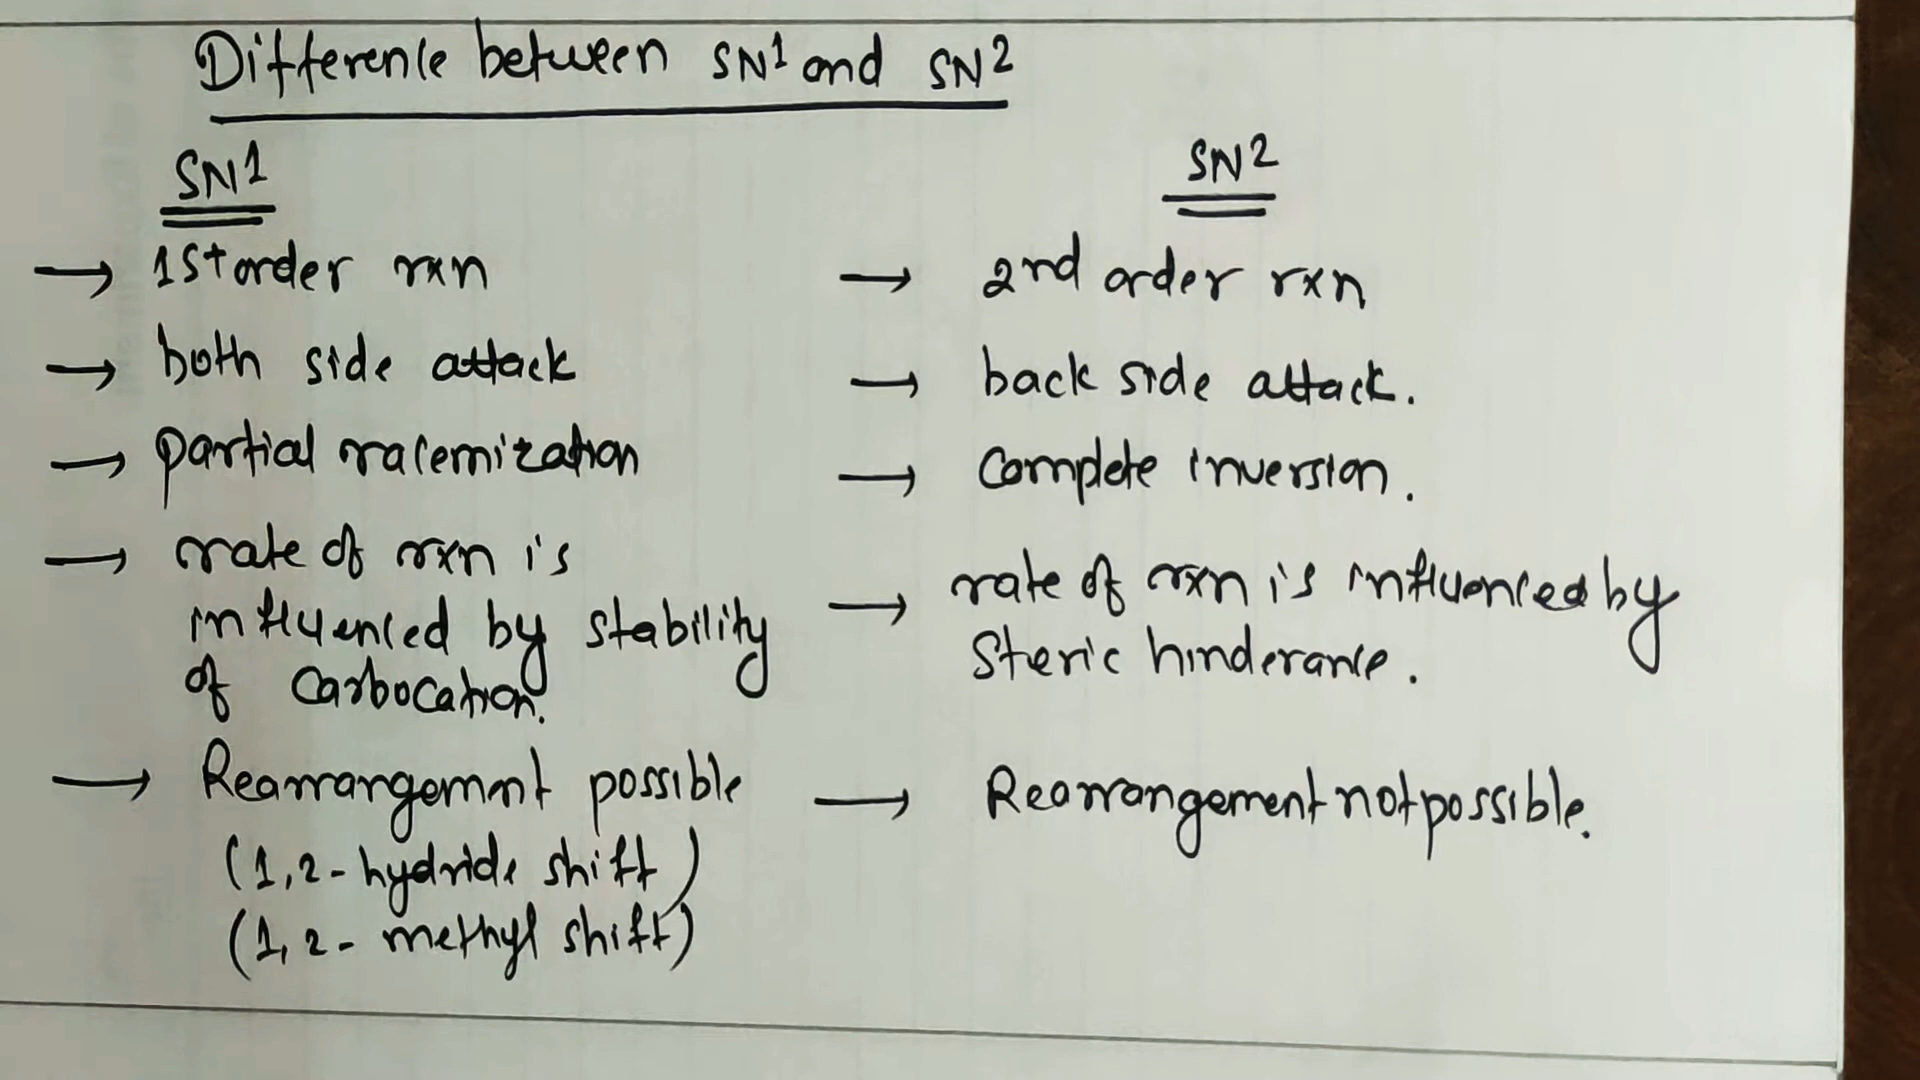 Difference between SN1 and SN2
SN1
→ 1st order rxn
→ both side attack
→ partial racemization
→ rate of rxn is
influenced by stability
of carbocation.
→ Rearrangemnt possible
(1,2-hydride shift)
(1,2-methyl shift)
SN2
→ 2nd order rxn
→ back side attack.
→ complete inversion.
→ rate of rxn is influenced by
steric hinderance.
→ Rearrangement not possible.